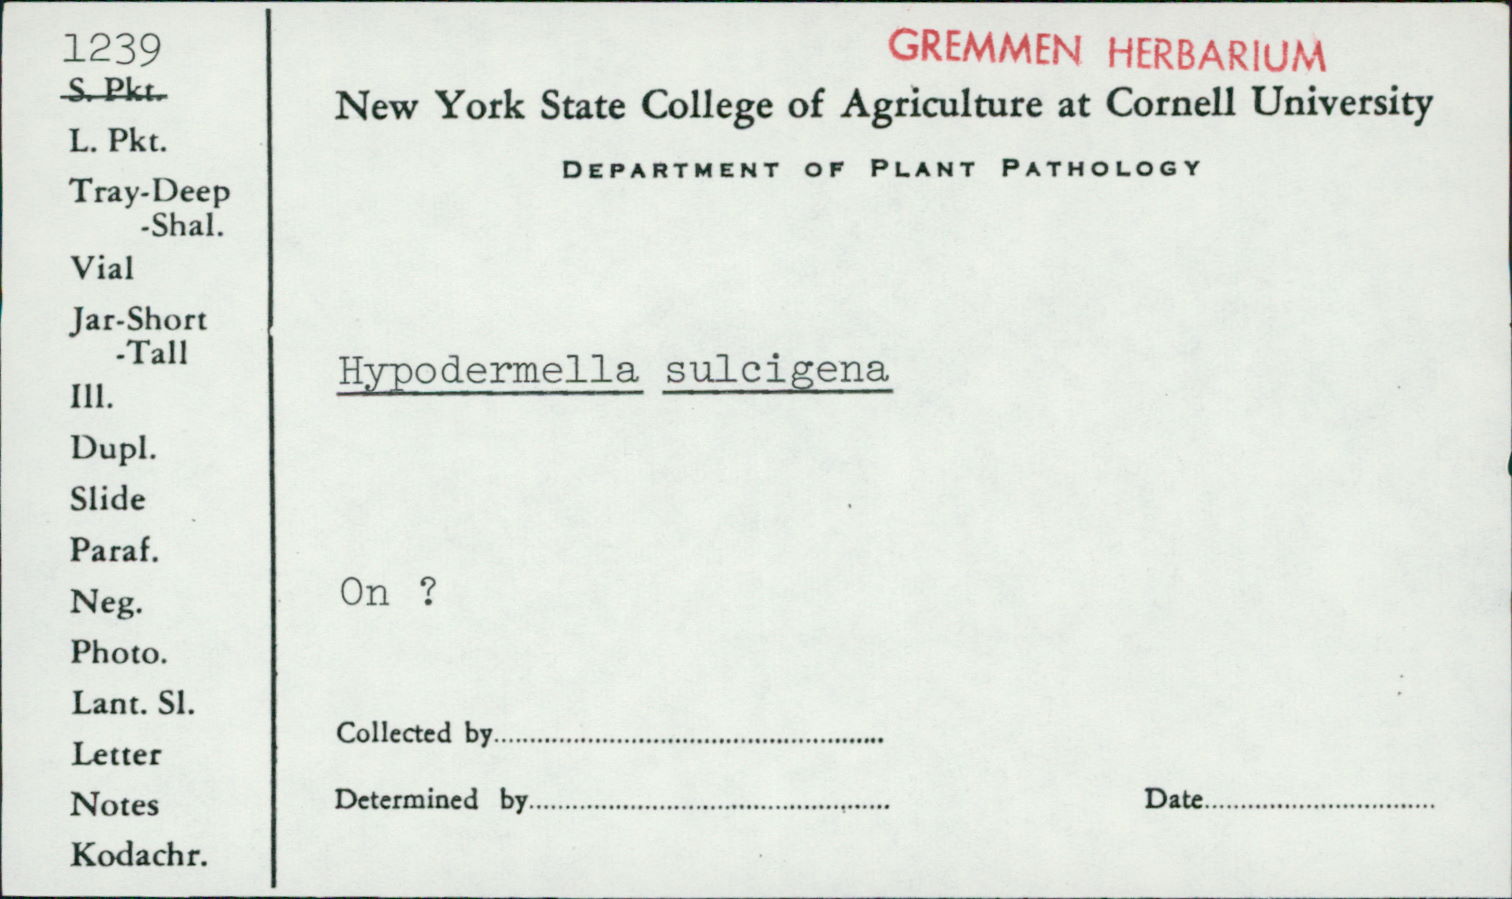 1239
S. Pkt.
L. Pkt.
Tray-Deep
-Shal.
Vial
Jar-Short
-Tall
Ill.
Dupl.
Slide
Paraf.
Neg.
Photo.
Lant. Sl.
Letter
Notes
Kodachr.
GREMMEN HERBARIUM
New York State College of Agriculture at Cornell University
DEPARTMENT OF PLANT PATHOLOGY
Hypodermella sulcigena
On ?
Collected by
Determined by
Date